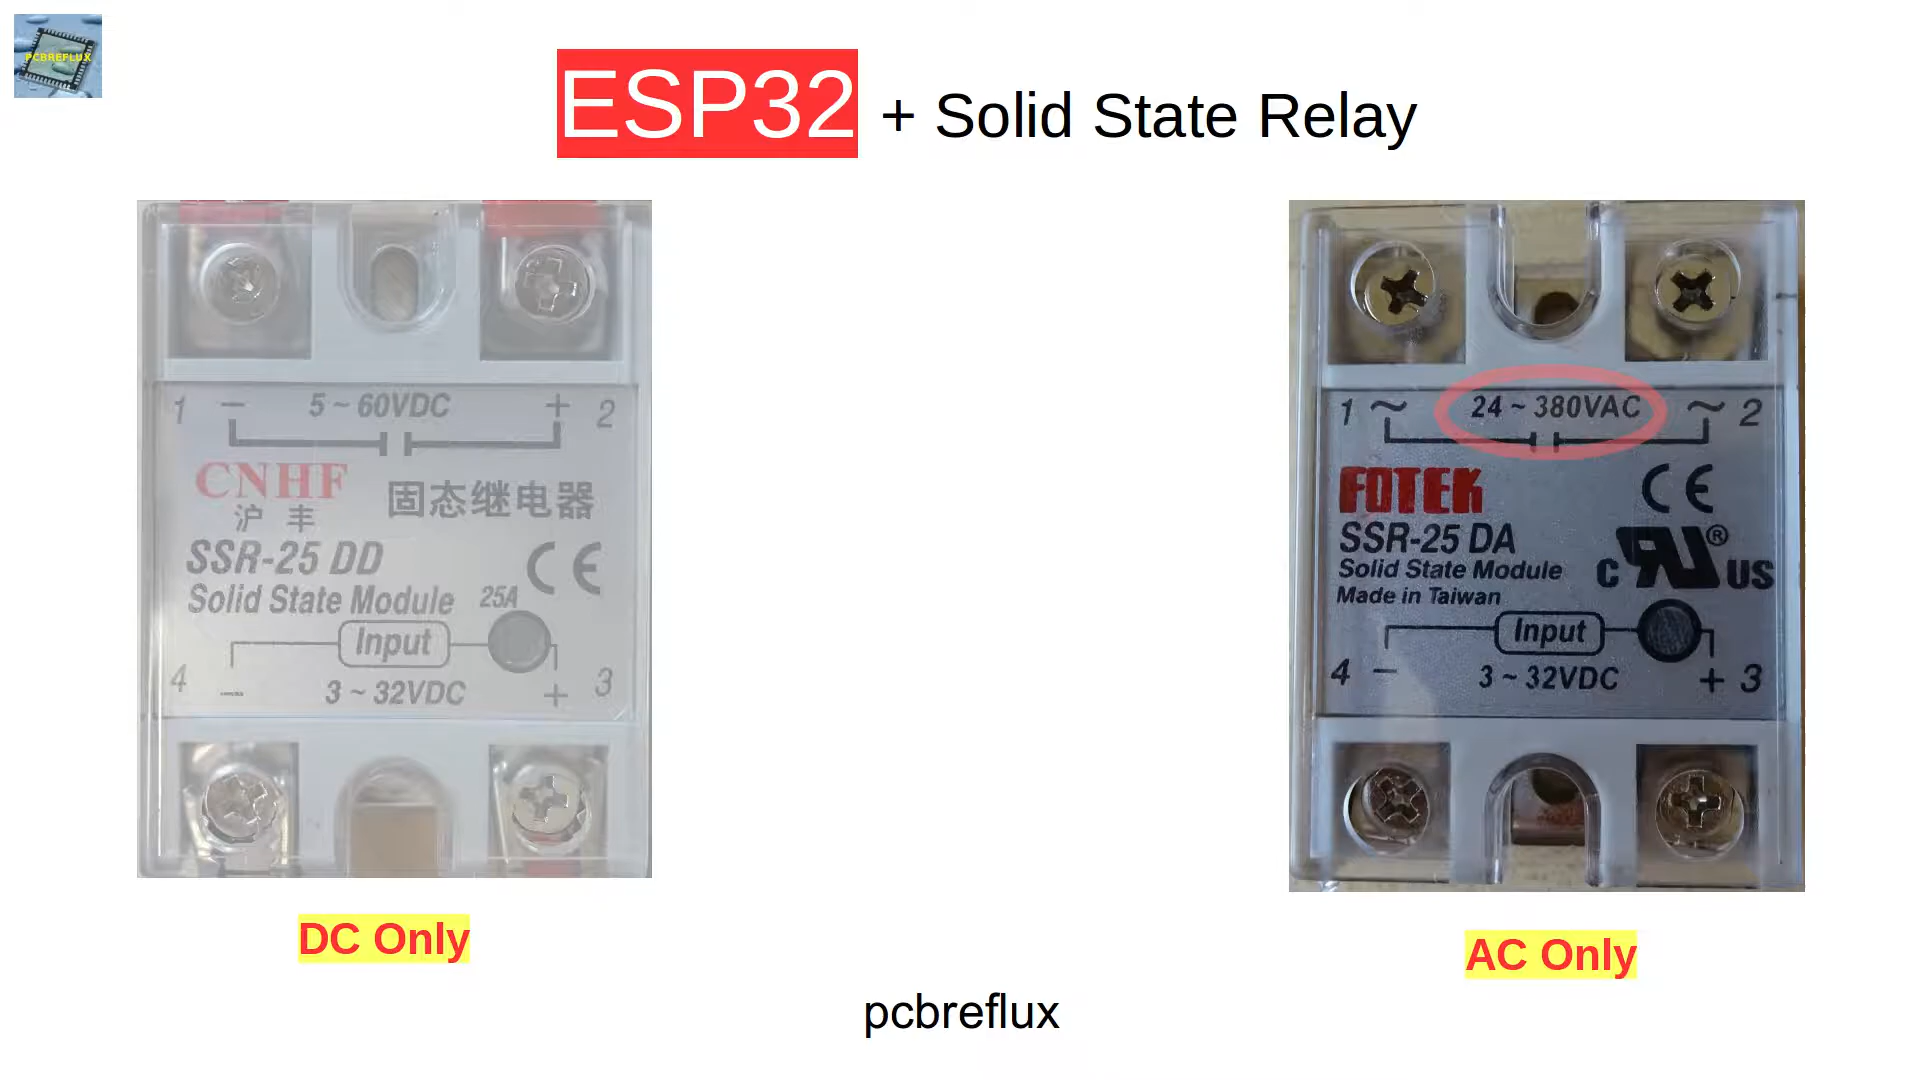 PCBREFLUX
ESP32 + Solid State Relay
1 − 5 ~ 60VDC + 2
CNHF
沪 丰
固态继电器
SSR-25 DD
CE
Solid State Module 25A
Input
4 − 3 ~ 32VDC + 3
DC Only
1 ~ 24 ~ 380VAC ~ 2
FOTEK
CE
SSR-25 DA
Solid State Module
Made in Taiwan
c RU ® US
Input
4 − 3 ~ 32VDC + 3
AC Only
pcbreflux